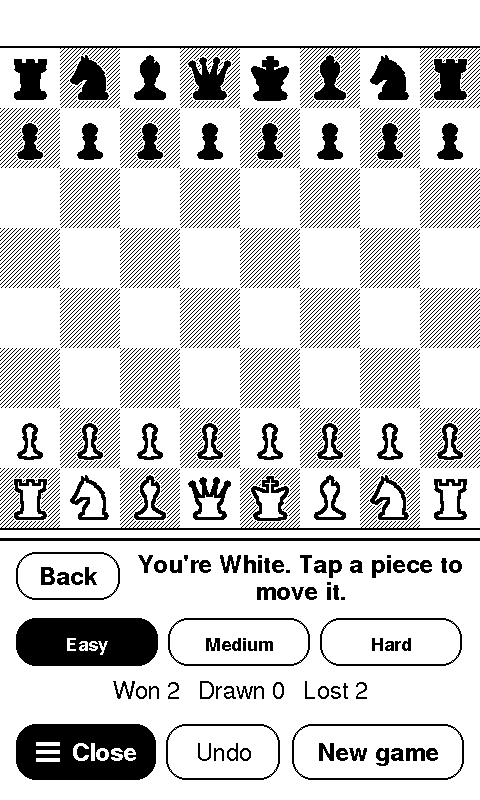 Back
You're White. Tap a piece to
move it.
Easy
Medium
Hard
Won 2 Drawn 0 Lost 2
Close
Undo
New game